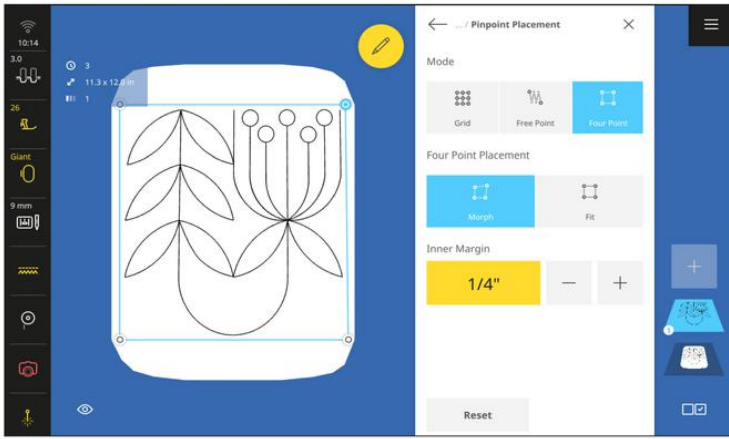 10:14
3.0
26
Giant
9 mm
3
11.3 x 12.0 in
1
... / Pinpoint Placement
Mode
Grid
Free Point
Four Point
Four Point Placement
Morph
Fit
Inner Margin
1/4"
Reset
1